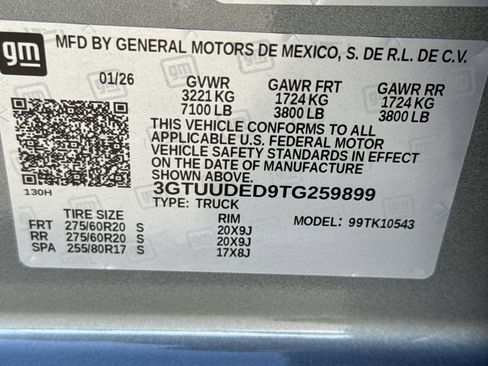 gm
MFD BY GENERAL MOTORS DE MEXICO, S. DE R.L. DE C.V.
01/26 GVWR GAWR FRT GAWR RR
3221 KG 1724 KG 1724 KG
7100 LB 3800 LB 3800 LB
THIS VEHICLE CONFORMS TO ALL
APPLICABLE U.S. FEDERAL MOTOR
VEHICLE SAFETY STANDARDS IN EFFECT
ON THE DATE OF MANUFACTURE
SHOWN ABOVE.
130H
3GTUUDED9TG259899
TYPE: TRUCK
TIRE SIZE RIM MODEL: 99TK10543
FRT 275/60R20 S 20X9J
RR 275/60R20 S 20X9J
SPA 255/80R17 S 17X8J